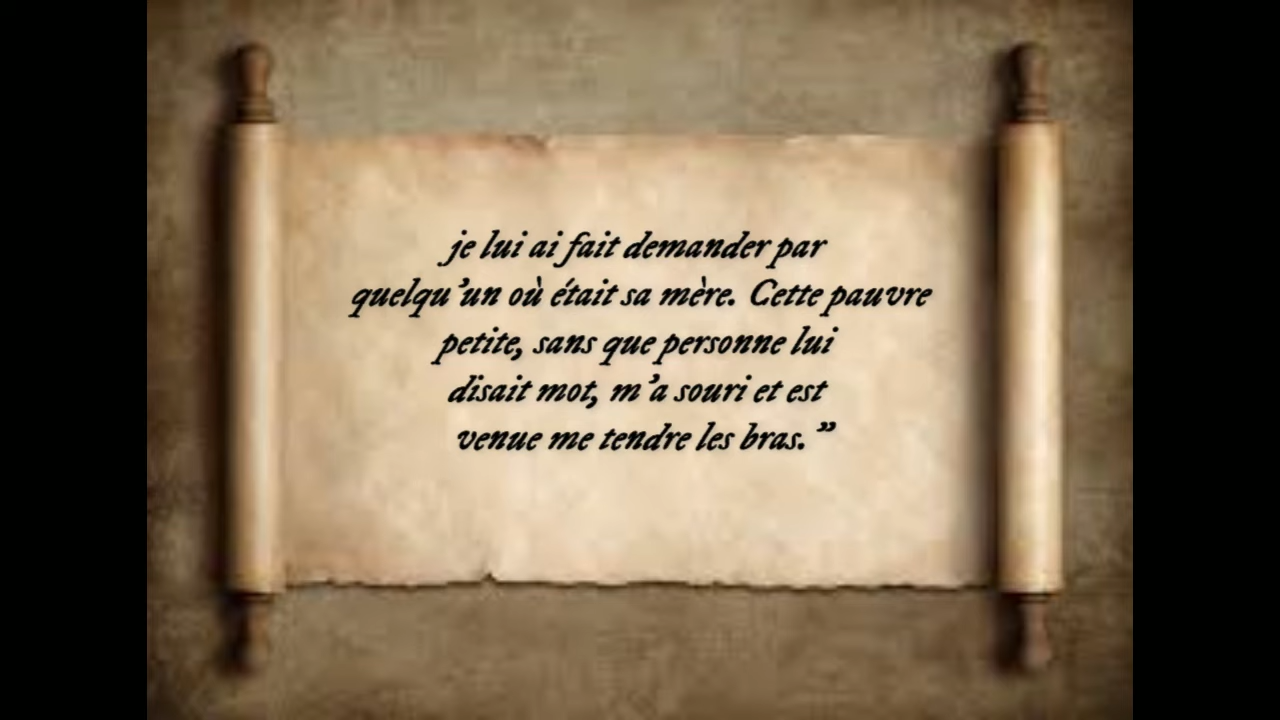 je lui ai fait demander par
quelqu’un où était sa mère. Cette pauvre
petite, sans que personne lui
disait mot, m’a souri et est
venue me tendre les bras.”